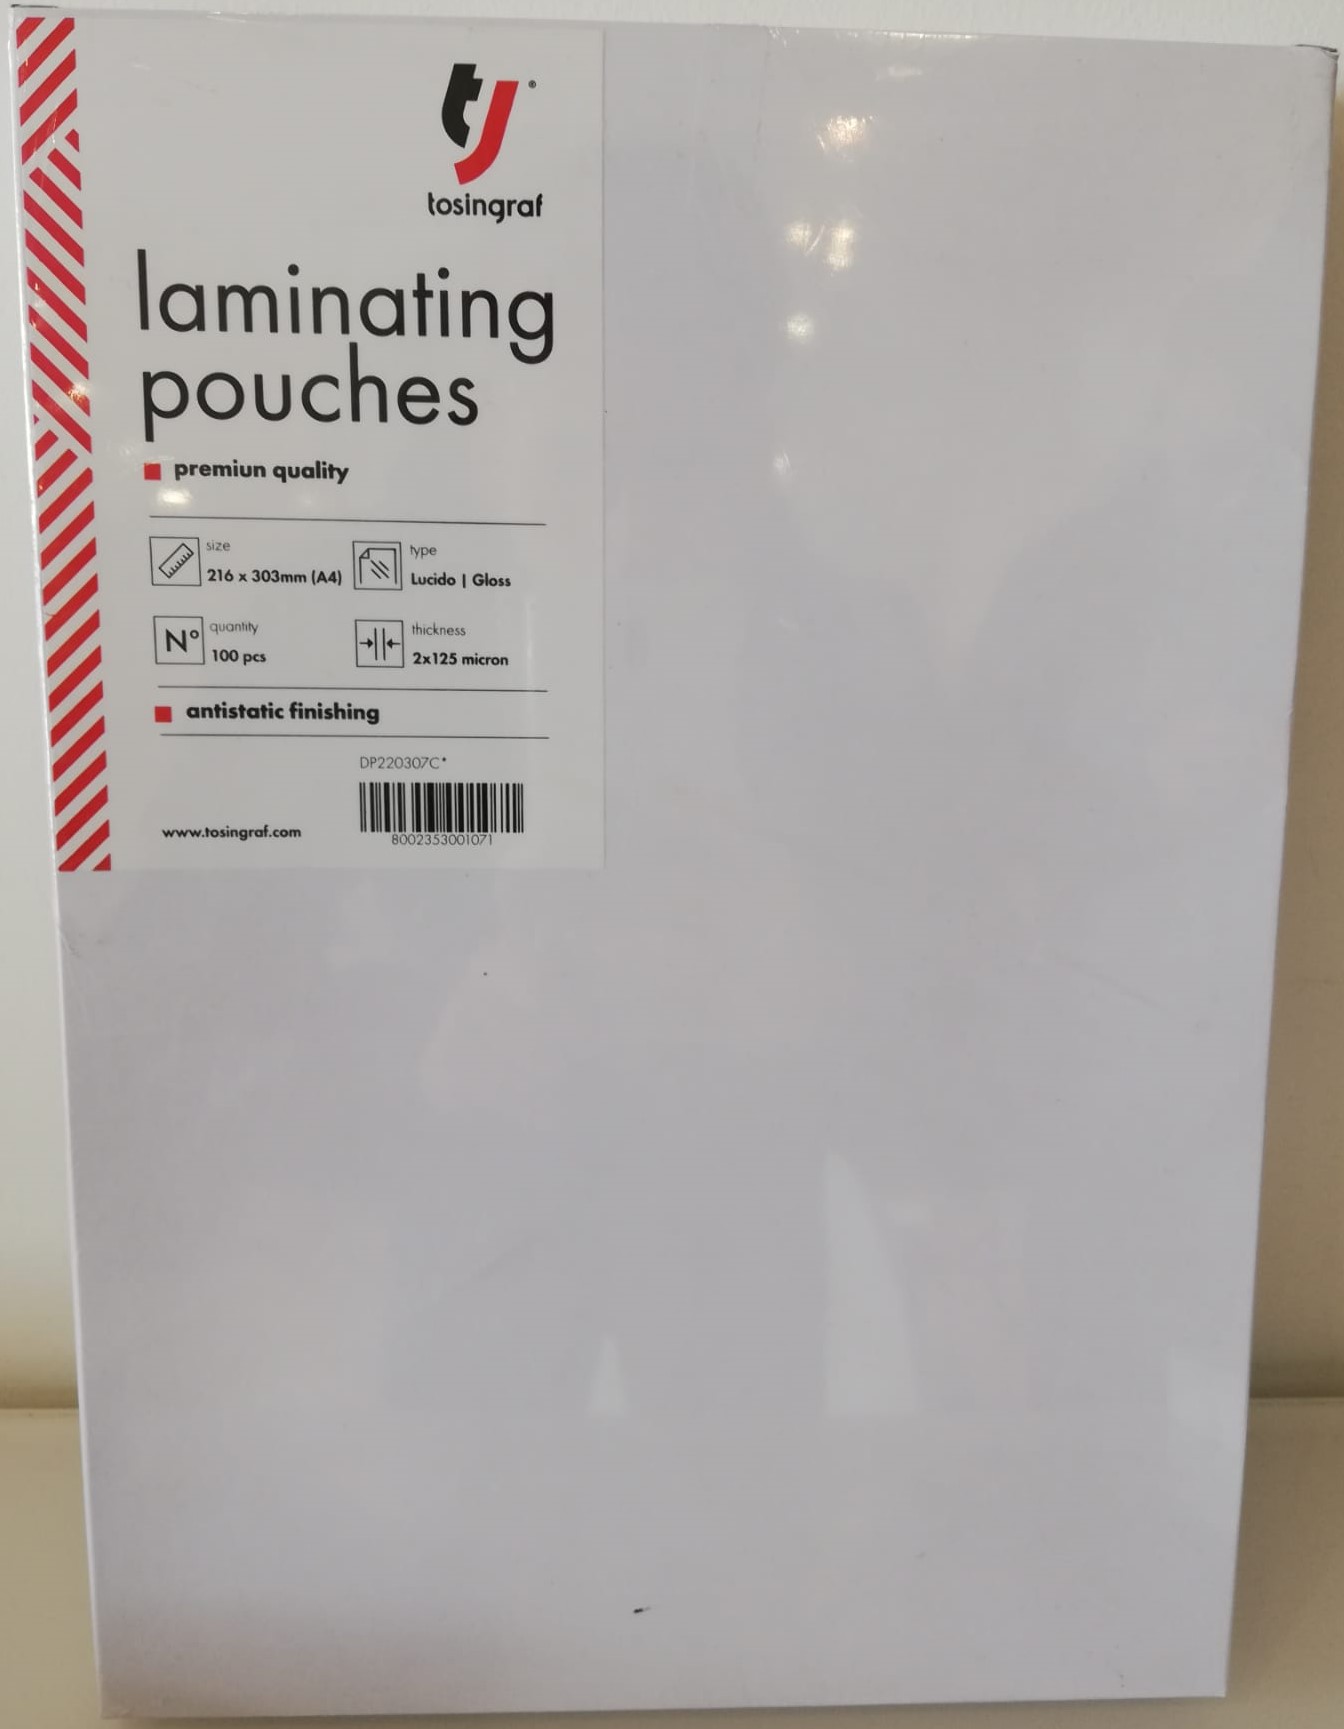 tj®
tosingraf
laminating
pouches
premiun quality
size
216 x 303mm (A4)
type
Lucido | Gloss
N°
quantity
100 pcs
thickness
2x125 micron
antistatic finishing
DP220307C*
www.tosingraf.com
8002353001071